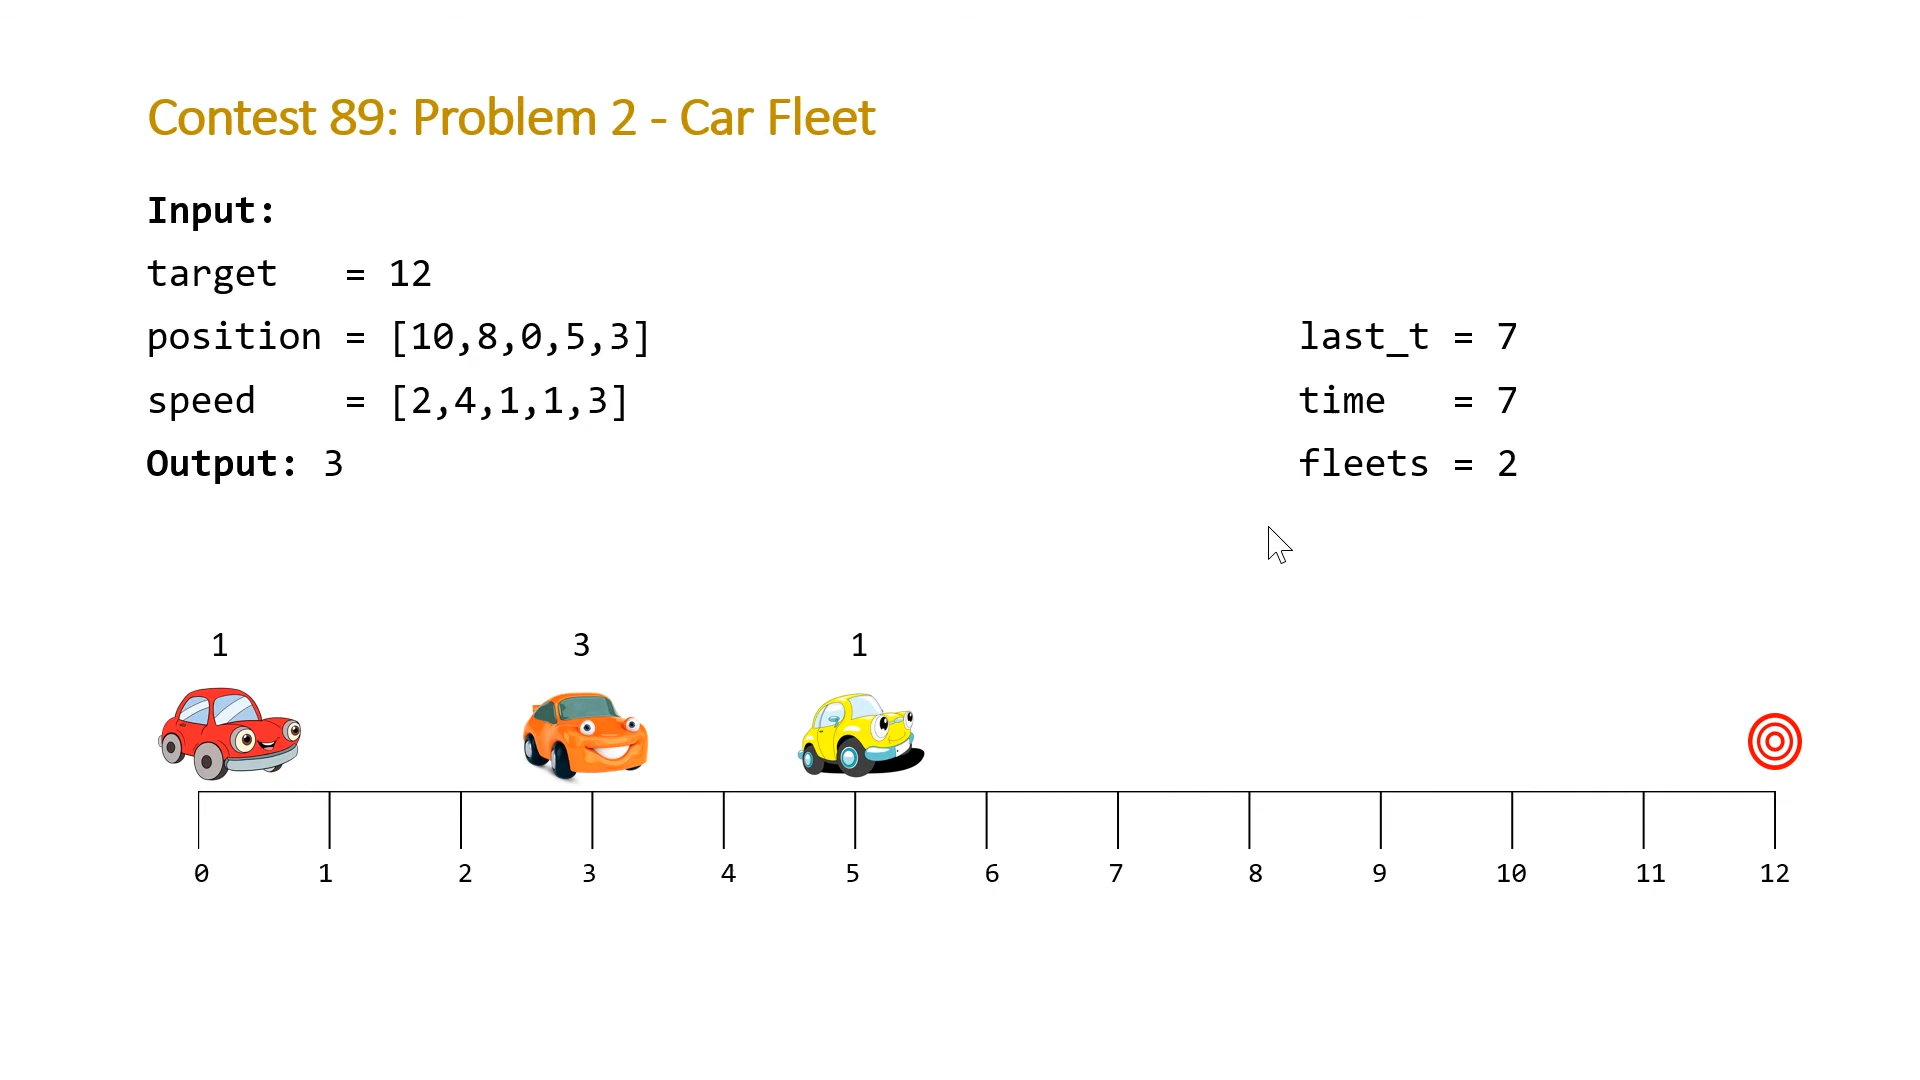 Contest 89: Problem 2 - Car Fleet
Input:
target = 12
position = [10,8,0,5,3]
speed = [2,4,1,1,3]
Output: 3
last_t = 7
time = 7
fleets = 2
1 3 1
0 1 2 3 4 5 6 7 8 9 10 11 12